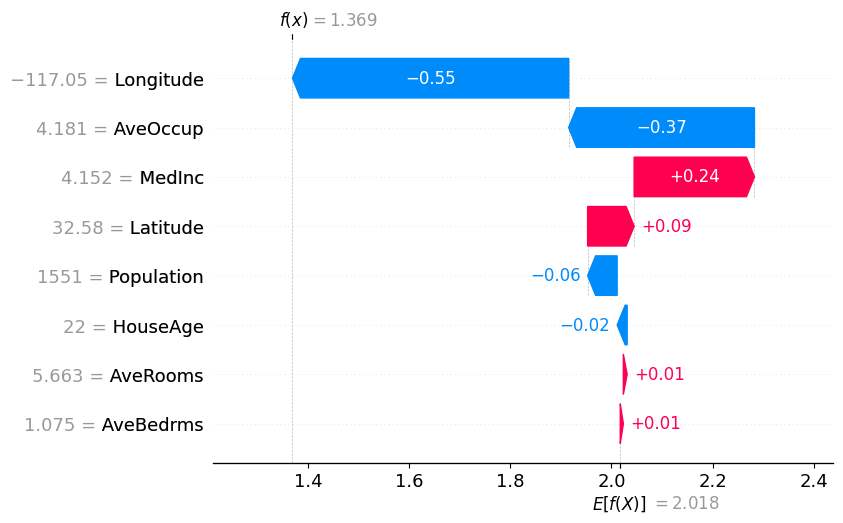 f(x) = 1.369
−117.05 = Longitude −0.55
4.181 = AveOccup −0.37
4.152 = MedInc +0.24
32.58 = Latitude +0.09
1551 = Population −0.06
22 = HouseAge −0.02
5.663 = AveRooms +0.01
1.075 = AveBedrms +0.01
1.4 1.6 1.8 2.0 2.2 2.4
E[f(X)] = 2.018